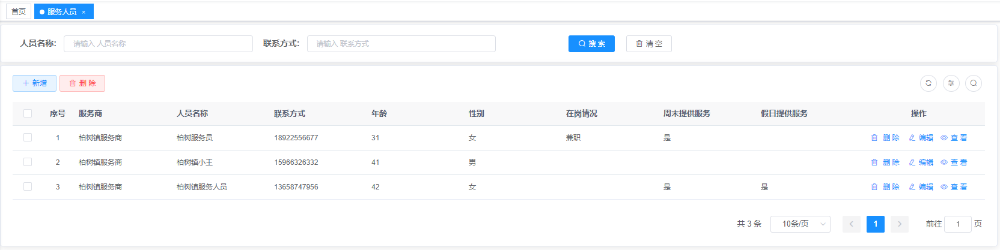 首页 服务人员 ×
人员名称: 请输入 人员名称 联系方式: 请输入 联系方式 搜 索 清 空
新增 删 除
序号 服务商 人员名称 联系方式 年龄 性别 在岗情况 周末提供服务 假日提供服务 操作
1 柏树镇服务商 柏树服务员 18922556677 31 女 兼职 是 删 除 编辑 查 看
2 柏树镇服务商 柏树镇小王 15966326332 41 男 删 除 编辑 查 看
3 柏树镇服务商 柏树镇服务人员 13658747956 42 女 是 是 删 除 编辑 查 看
共 3 条 10条/页 1 前往 1 页